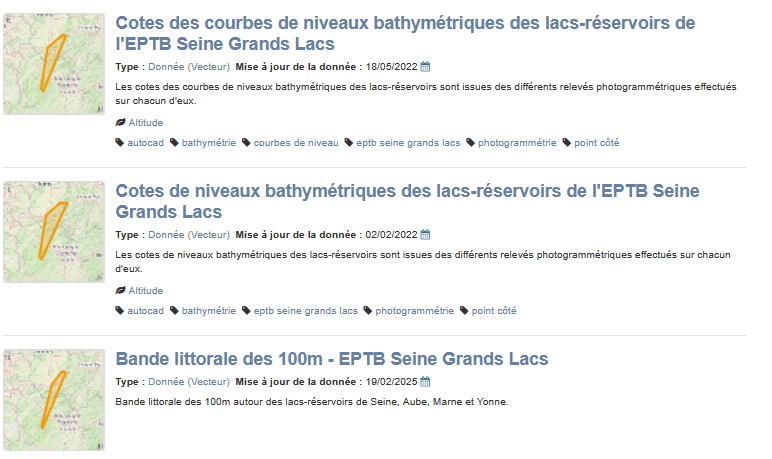 Cotes des courbes de niveaux bathymétriques des lacs-réservoirs de
l'EPTB Seine Grands Lacs
Type : Donnée (Vecteur) Mise à jour de la donnée : 18/05/2022
Les cotes des courbes de niveaux bathymétriques des lacs-réservoirs sont issues des différents relevés photogrammétriques effectués
sur chacun d'eux.
Altitude
autocad bathymétrie courbes de niveau eptb seine grands lacs photogrammétrie point côté
Cotes de niveaux bathymétriques des lacs-réservoirs de l'EPTB Seine
Grands Lacs
Type : Donnée (Vecteur) Mise à jour de la donnée : 02/02/2022
Les cotes de niveaux bathymétriques des lacs-réservoirs sont issues des différents relevés photogrammétriques effectués sur chacun
d'eux.
Altitude
autocad bathymétrie eptb seine grands lacs photogrammétrie point côté
Bande littorale des 100m - EPTB Seine Grands Lacs
Type : Donnée (Vecteur) Mise à jour de la donnée : 19/02/2025
Bande littorale des 100m autour des lacs-réservoirs de Seine, Aube, Marne et Yonne.